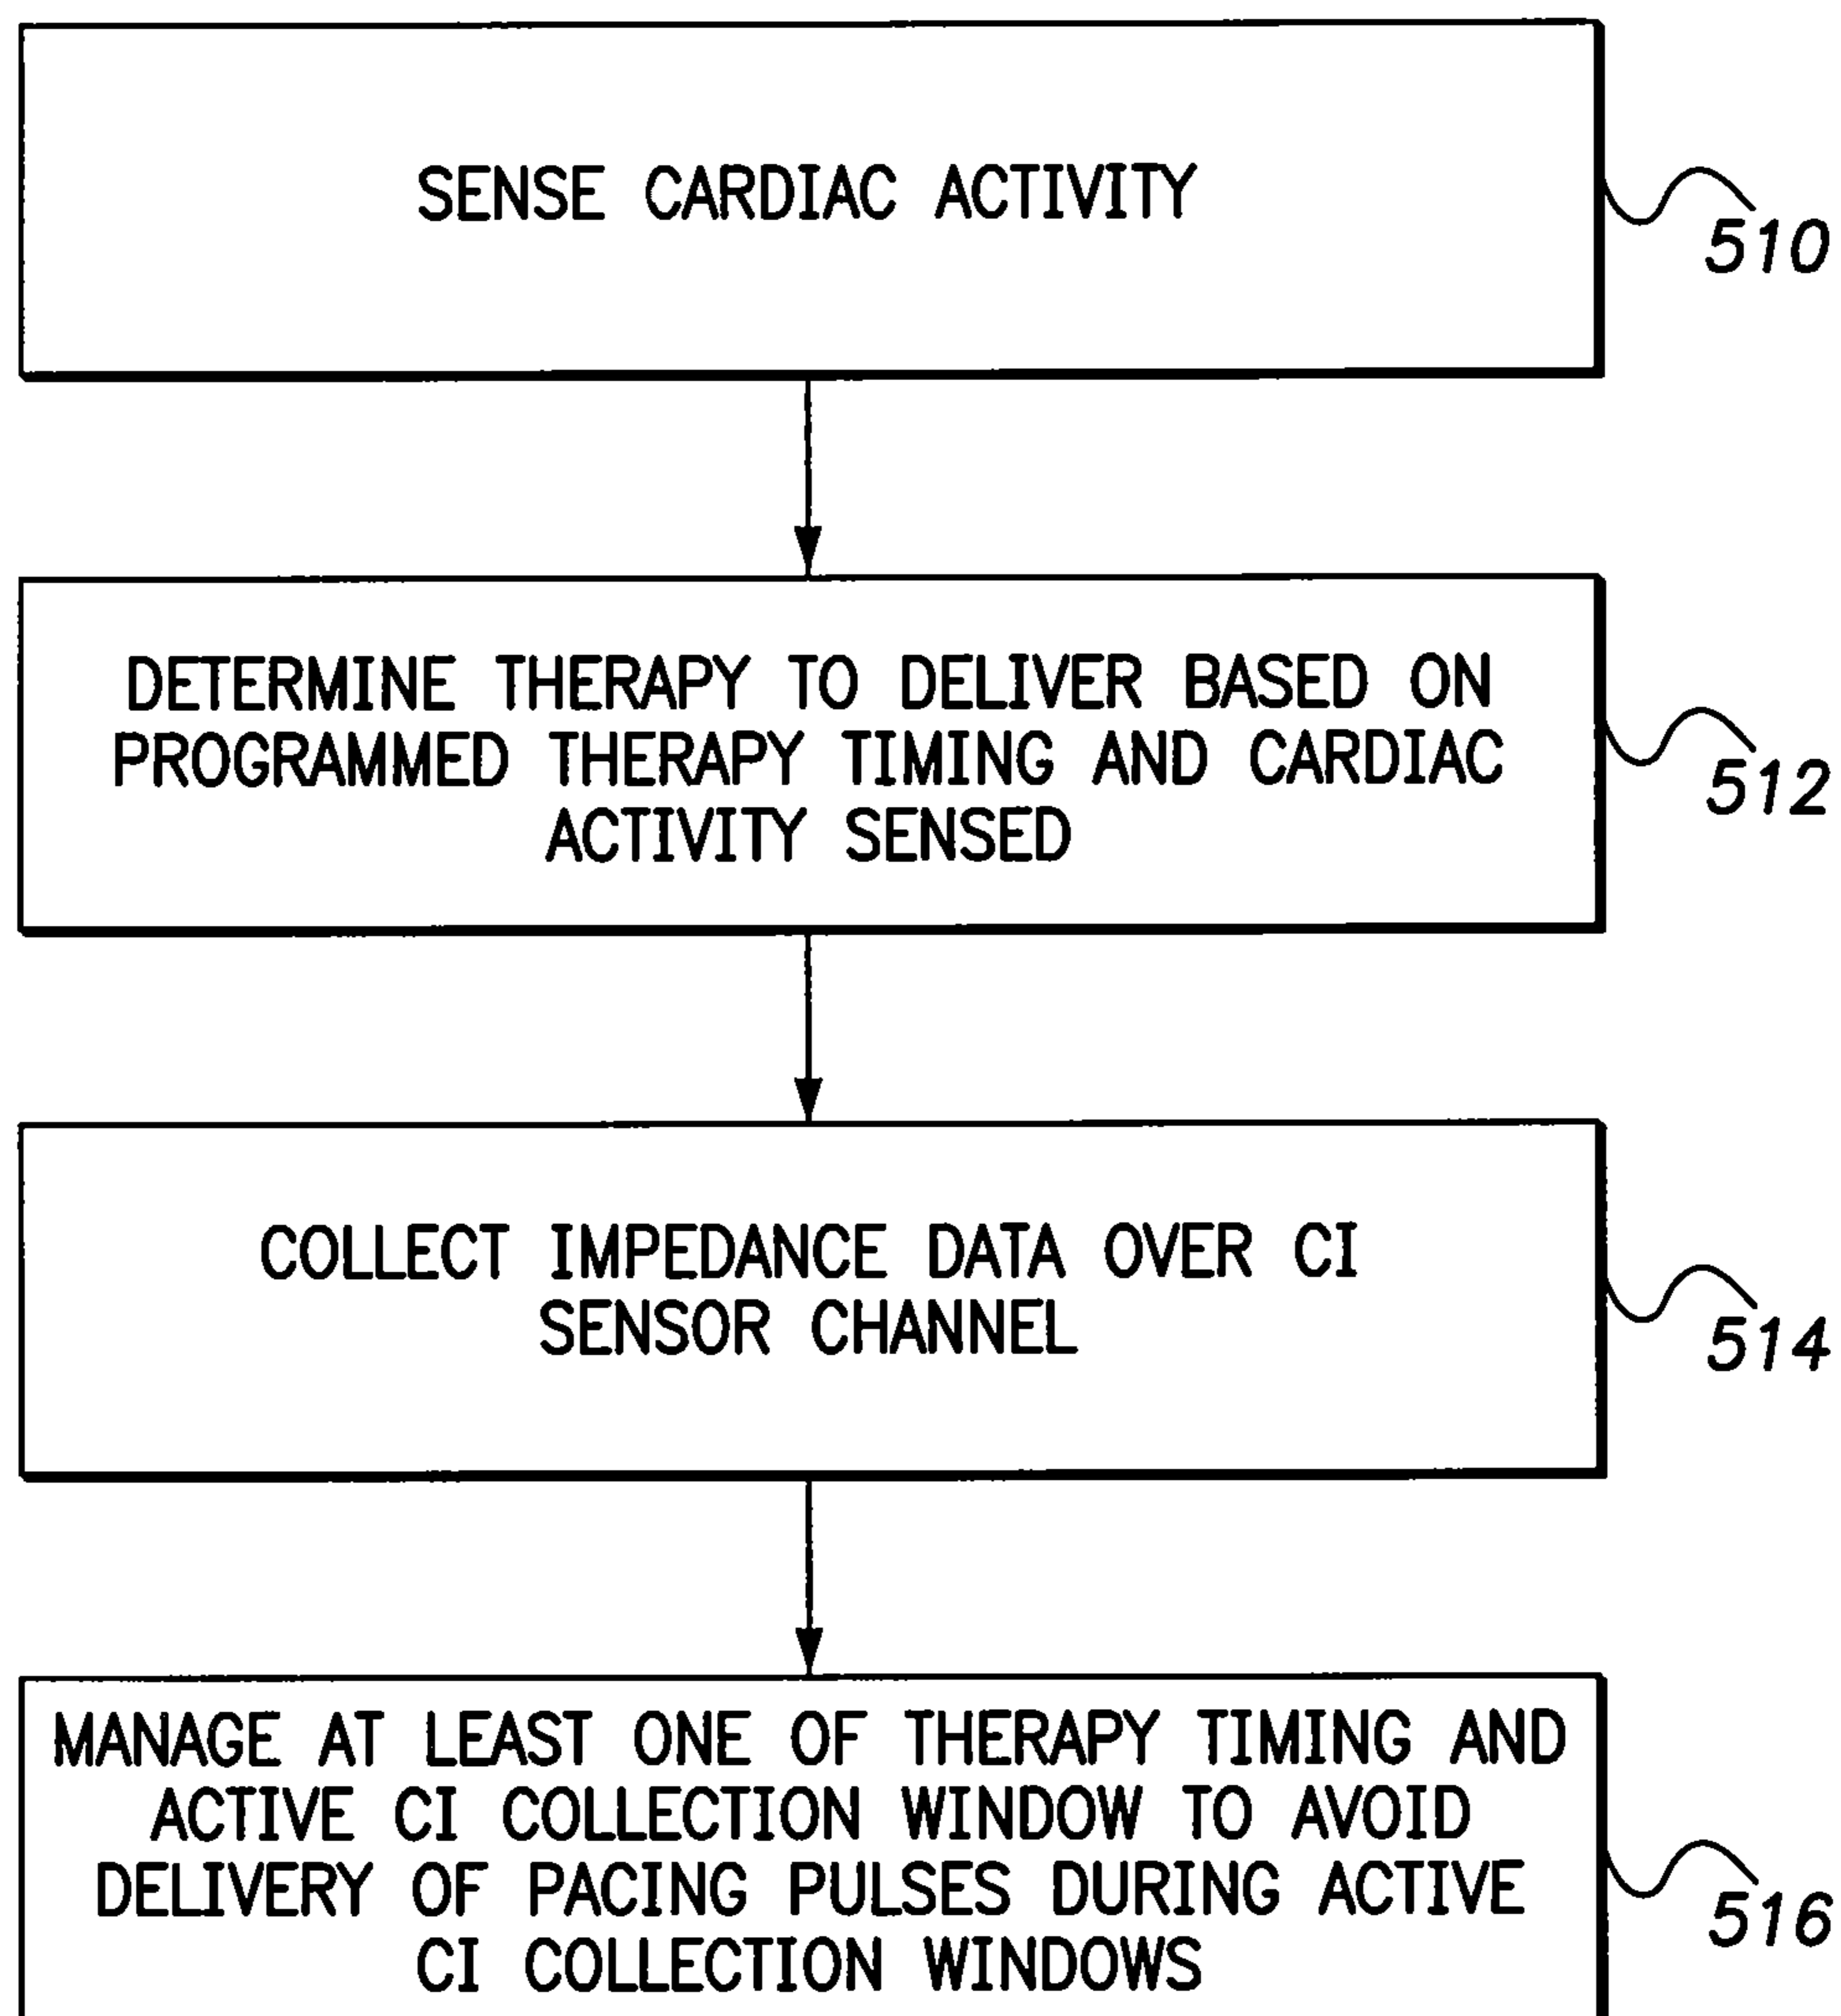 SENSE CARDIAC ACTIVITY
510
DETERMINE THERAPY TO DELIVER BASED ON
PROGRAMMED THERAPY TIMING AND CARDIAC
ACTIVITY SENSED
512
COLLECT IMPEDANCE DATA OVER CI
SENSOR CHANNEL
514
MANAGE AT LEAST ONE OF THERAPY TIMING AND
ACTIVE CI COLLECTION WINDOW TO AVOID
DELIVERY OF PACING PULSES DURING ACTIVE
CI COLLECTION WINDOWS
516